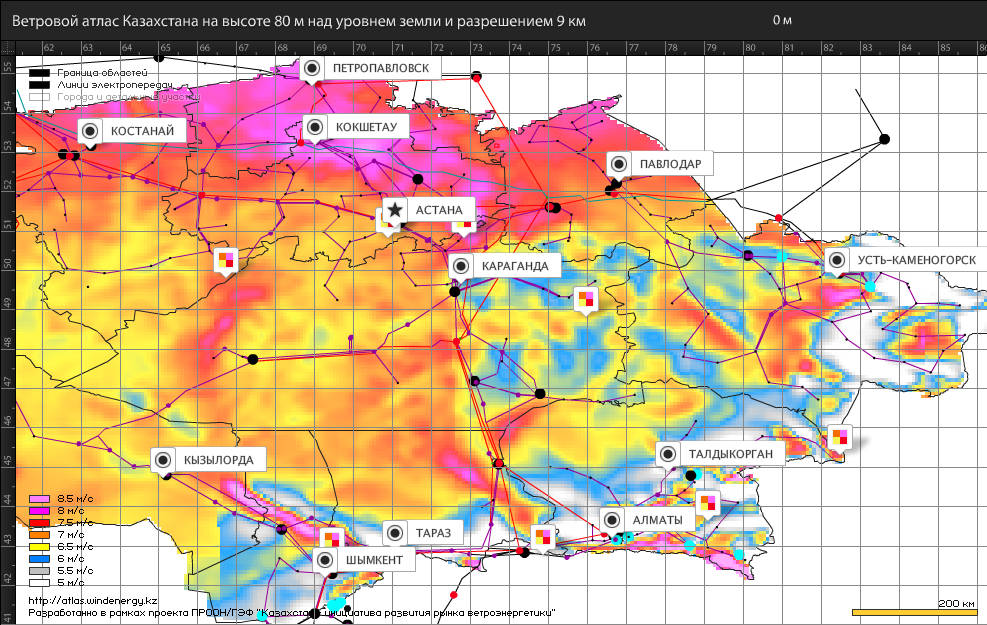 Ветровой атлас Казахстана на высоте 80 м над уровнем земли и разрешением 9 км
0 м
62 63 64 65 66 67 68 69 70 71 72 73 74 75 76 77 78 79 80 81 82 83 84 85 86
55
54
53
52
51
50
49
48
47
46
45
44
43
42
41
Граница областей
Линии электропередач
Города и детальные участки
ПЕТРОПАВЛОВСК
КОСТАНАЙ
КОКШЕТАУ
ПАВЛОДАР
АСТАНА
КАРАГАНДА
УСТЬ-КАМЕНОГОРСК
КЫЗЫЛОРДА
ТАЛДЫКОРГАН
АЛМАТЫ
ТАРАЗ
ШЫМКЕНТ
8.5 м/с
8 м/с
7.5 м/с
7 м/с
6.5 м/с
6 м/с
5.5 м/с
5 м/с
http://atlas.windenergy.kz
Разработанно в рамках проекта ПРООН/ГЭФ "Казахстан инициатива развития рынка ветроэнергетики"
200 км